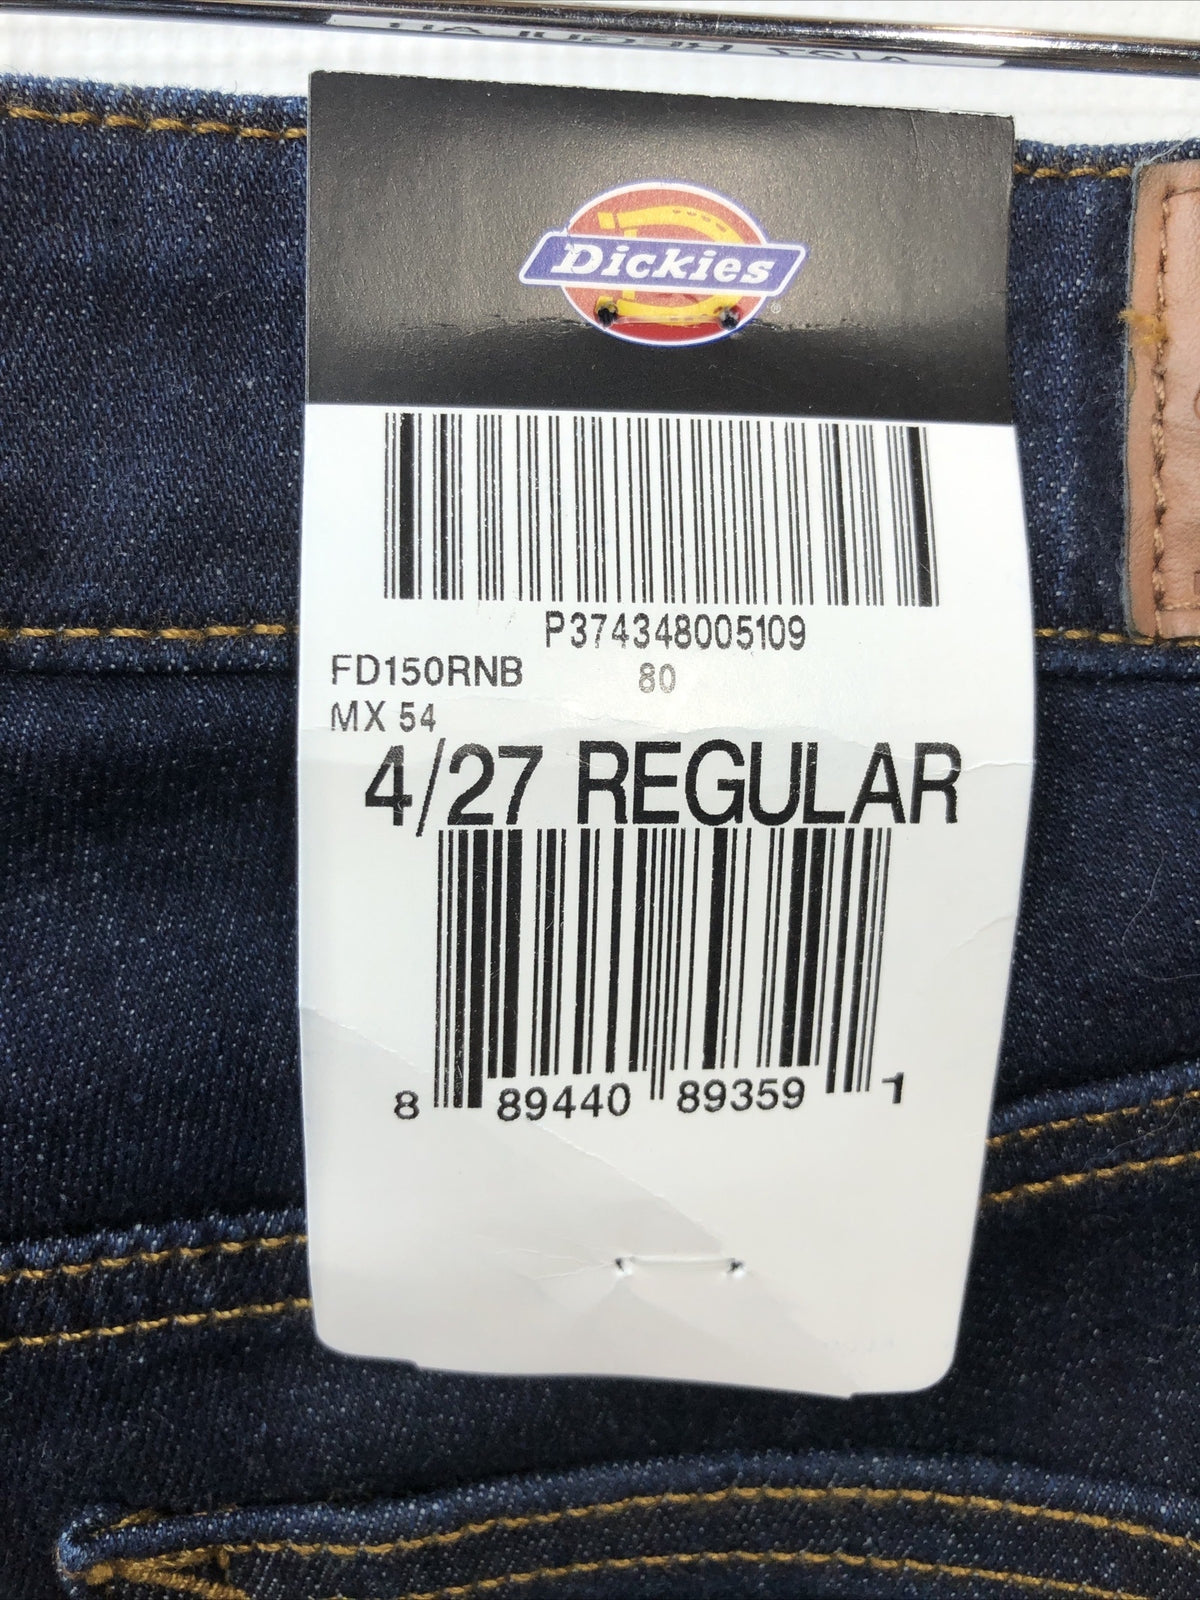 Dickies
®
P374348005109
FD150RNB 80
MX 54
4/27 REGULAR
8 89440 89359 1